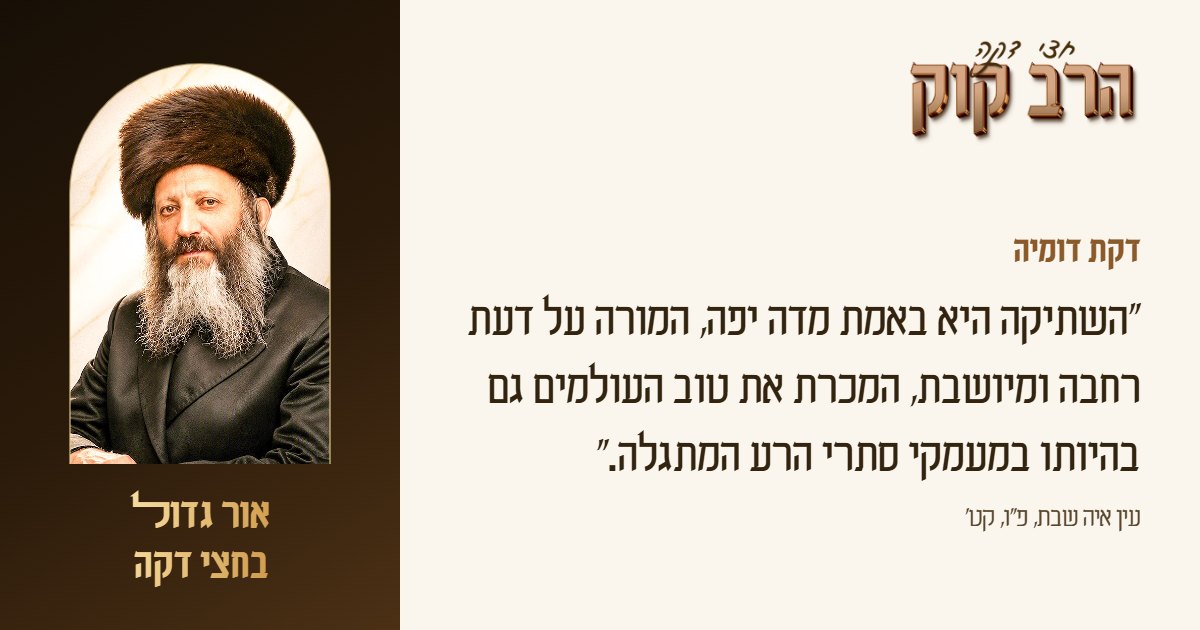 חצי דקה
הרב קוק
דקת דומיה
"השתיקה היא באמת מדה יפה, המורה על דעת
רחבה ומיושבת, המכרת את טוב העולמים גם
בהיותו במעמקי סתרי הרע המתגלה."
עין איה שבת, פ"ו, קט'
אור גדול
בחצי דקה